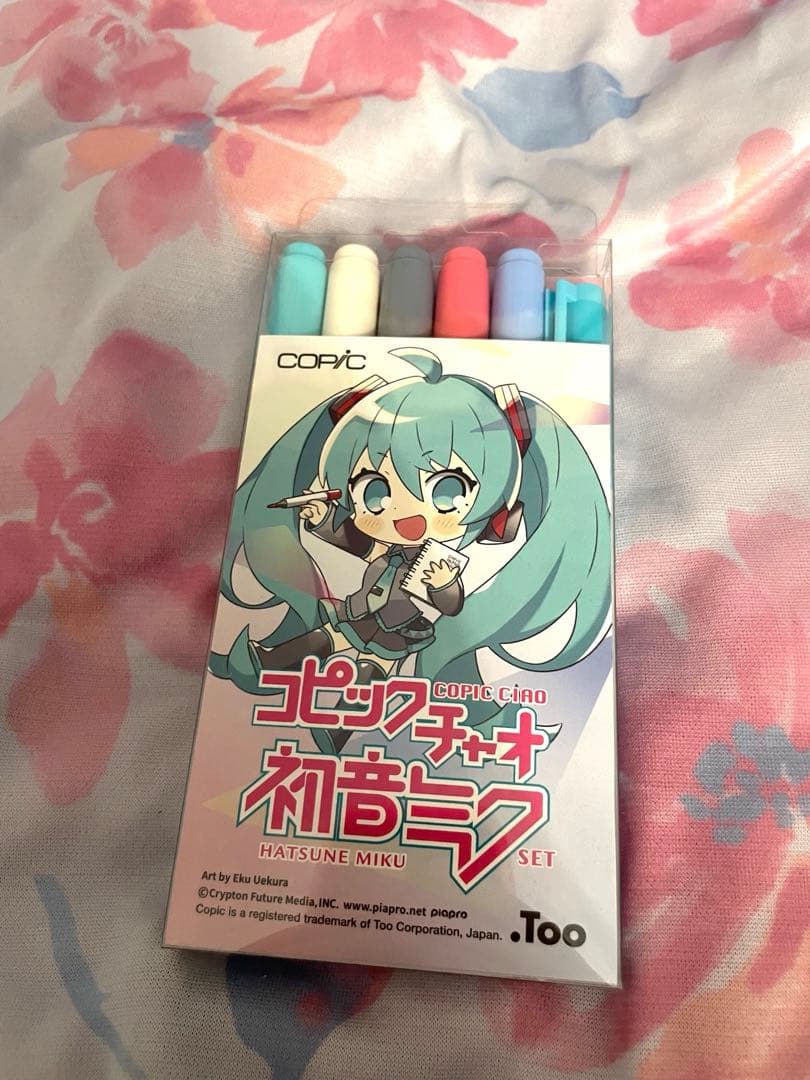 COPiC
コピック
COPIC CiAO
チャオ
初音ミク
HATSUNE MIKU
SET
Art by Eku Uekura
©Crypton Future Media,INC. www.piapro.net piapro
Copic is a registered trademark of Too Corporation, Japan.
.Too